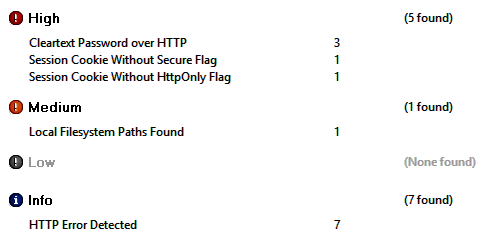 High (5 found)
Cleartext Password over HTTP 3
Session Cookie Without Secure Flag 1
Session Cookie Without HttpOnly Flag 1
Medium (1 found)
Local Filesystem Paths Found 1
Low (None found)
Info (7 found)
HTTP Error Detected 7